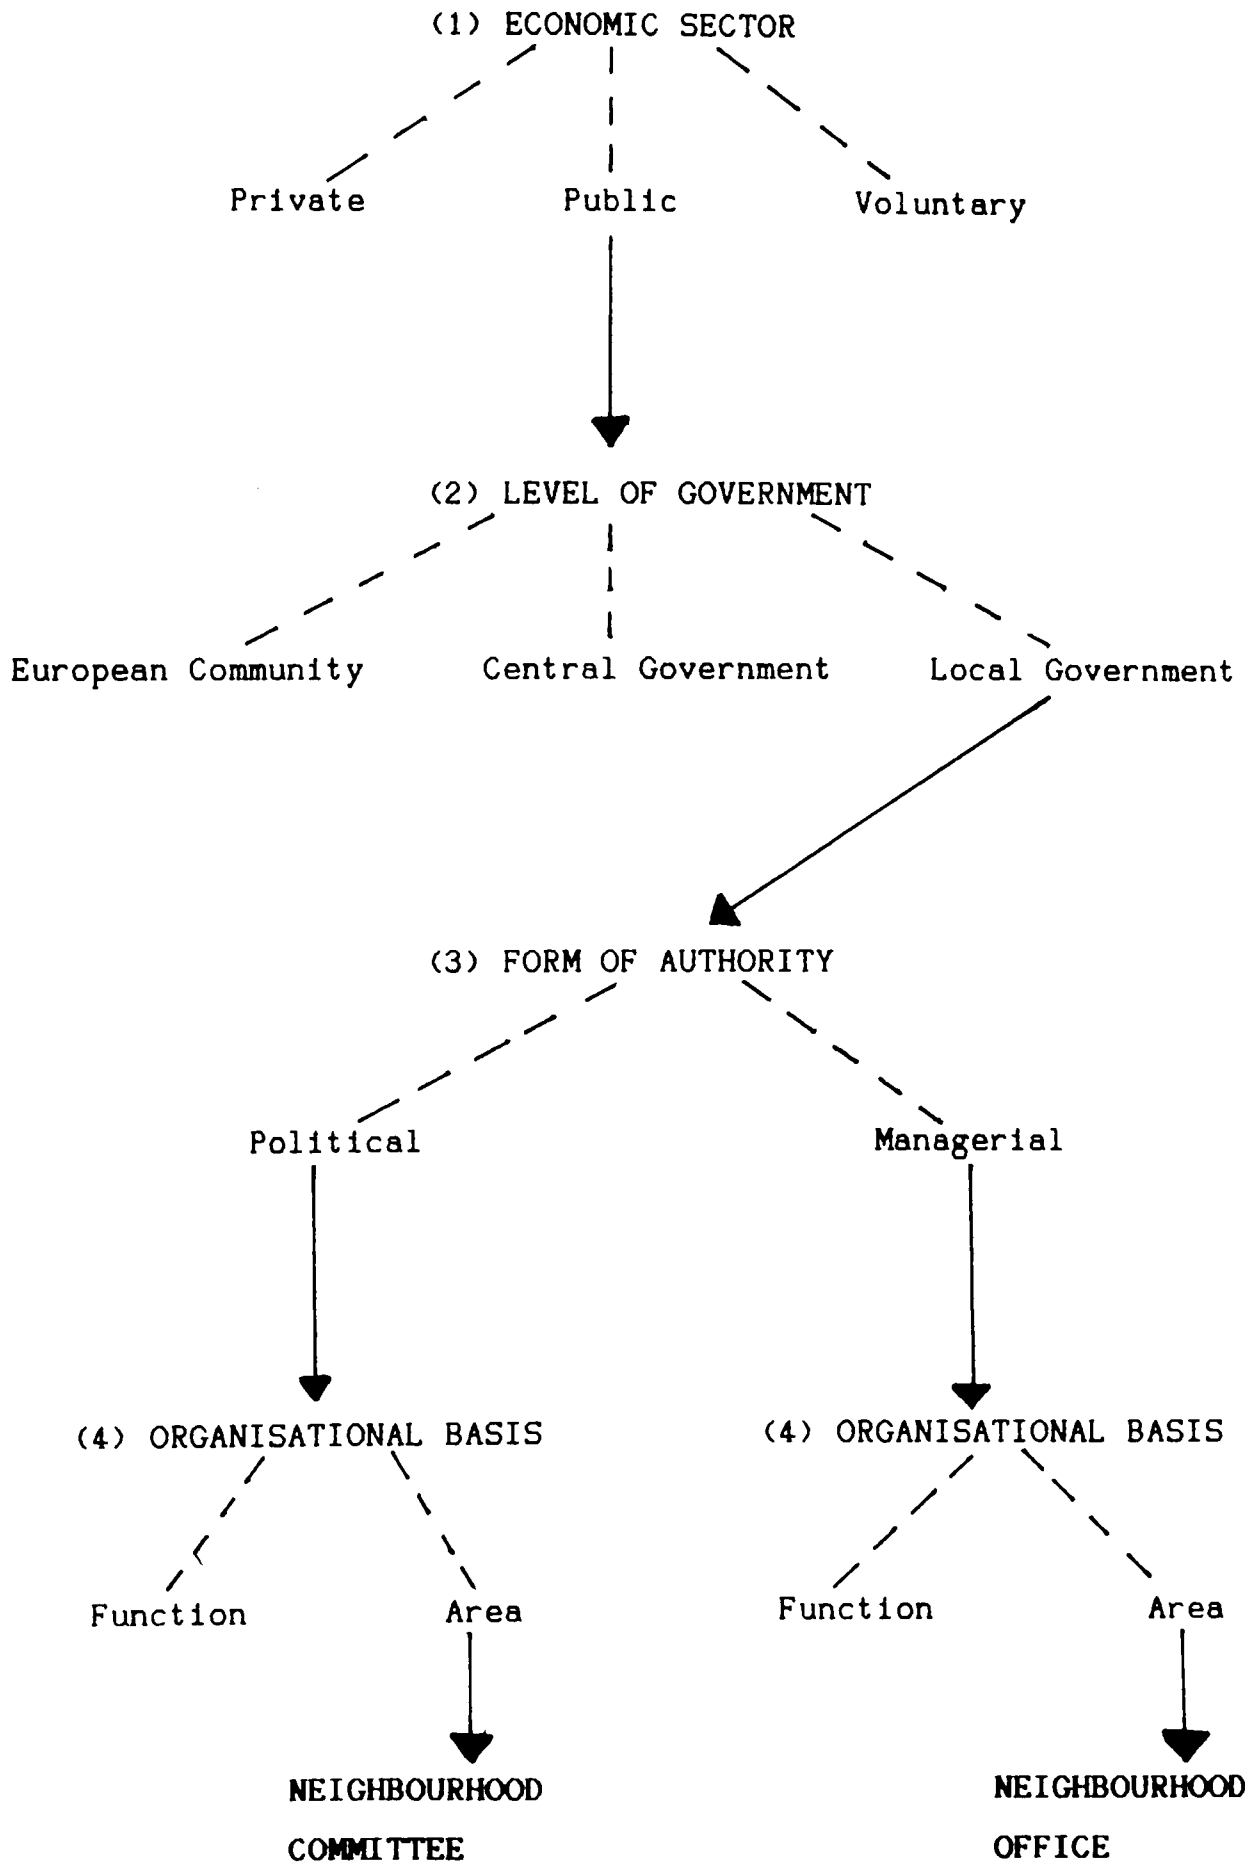 (1) ECONOMIC SECTOR
Private Public Voluntary
(2) LEVEL OF GOVERNMENT
European Community Central Government Local Government
(3) FORM OF AUTHORITY
Political Managerial
(4) ORGANISATIONAL BASIS (4) ORGANISATIONAL BASIS
Function Area Function Area
NEIGHBOURHOOD NEIGHBOURHOOD
COMMITTEE OFFICE